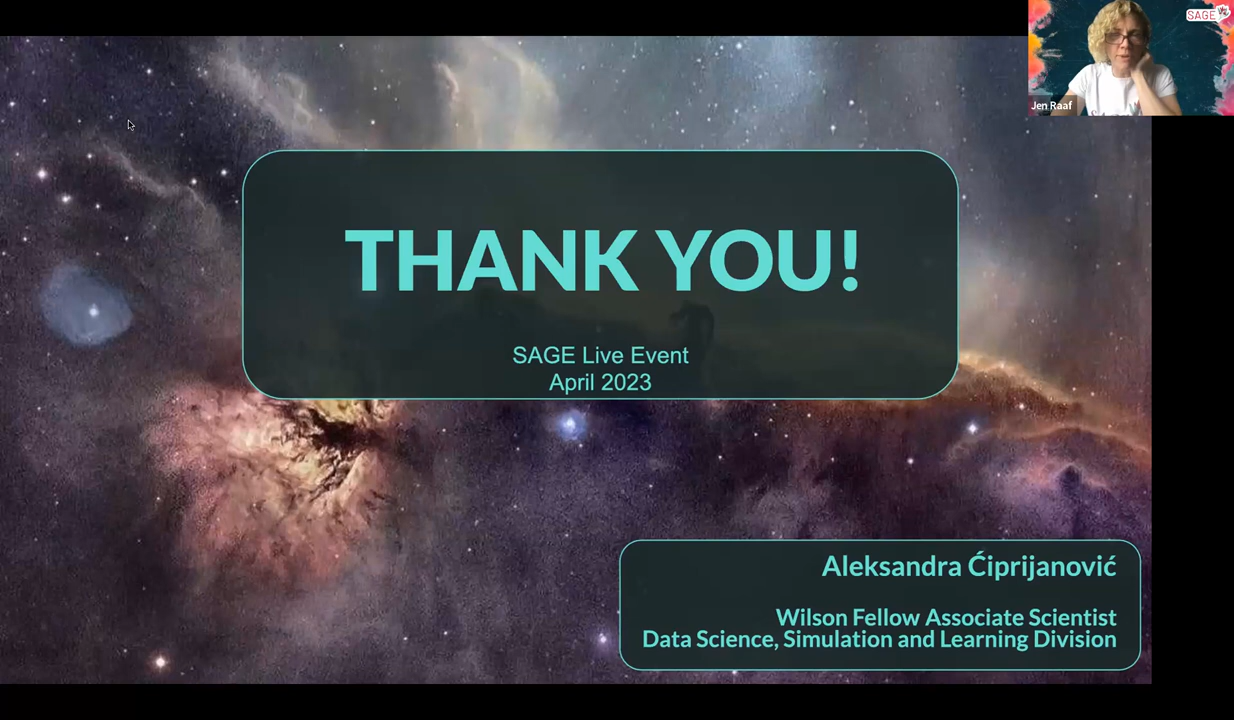 SAGE
Jen Raaf
THANK YOU!
SAGE Live Event
April 2023
Aleksandra Ćiprijanović
Wilson Fellow Associate Scientist
Data Science, Simulation and Learning Division